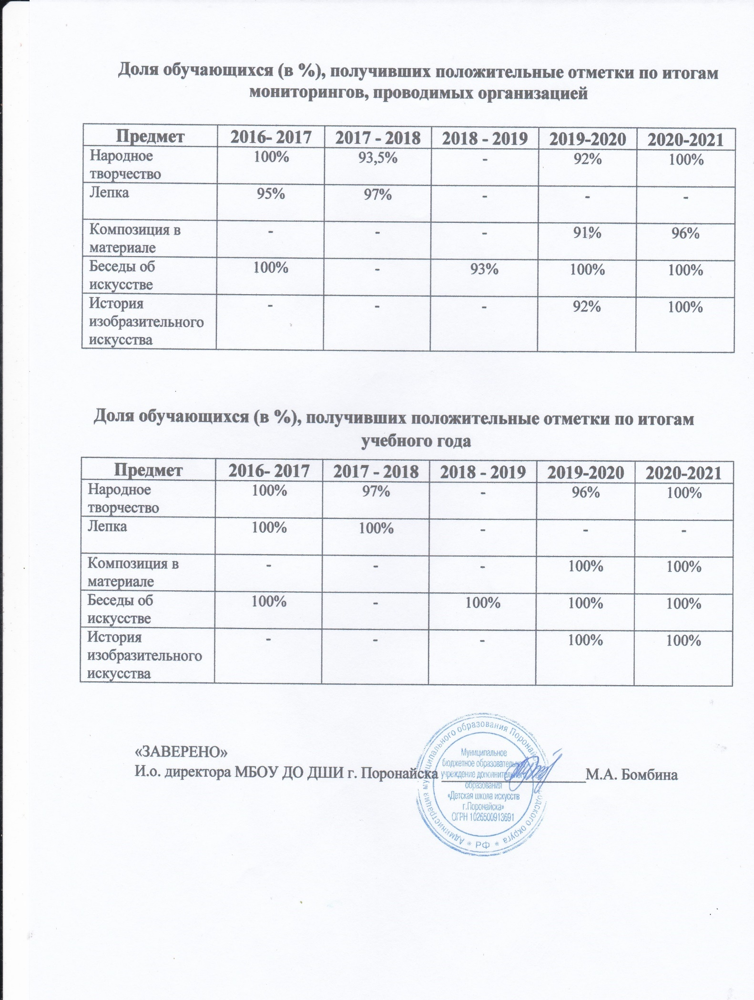 Доля обучающихся (в %), получивших положительные отметки по итогам
мониторингов, проводимых организацией
Предмет 2016- 2017 2017 - 2018 2018 - 2019 2019-2020 2020-2021
Народное 100% 93,5% - 92% 100%
творчество
Лепка 95% 97% - - -
Композиция в - - - 91% 96%
материале
Беседы об 100% - 93% 100% 100%
искусстве
История - - - 92% 100%
изобразительного
искусства
Доля обучающихся (в %), получивших положительные отметки по итогам
учебного года
Предмет 2016- 2017 2017 - 2018 2018 - 2019 2019-2020 2020-2021
Народное 100% 97% - 96% 100%
творчество
Лепка 100% 100% - - -
Композиция в - - - 100% 100%
материале
Беседы об 100% - 100% 100% 100%
искусстве
История - - - 100% 100%
изобразительного
искусства
«ЗАВЕРЕНО»
И.о. директора МБОУ ДО ДШИ г. Поронайска М.А. Бомбина
Администрация муниципального образования округа * РФ *
Муниципальное
бюджетное образовательное
учреждение дополнительного
образования
«Детская школа искусств
г.Поронайска»
ОГРН 1026500913691